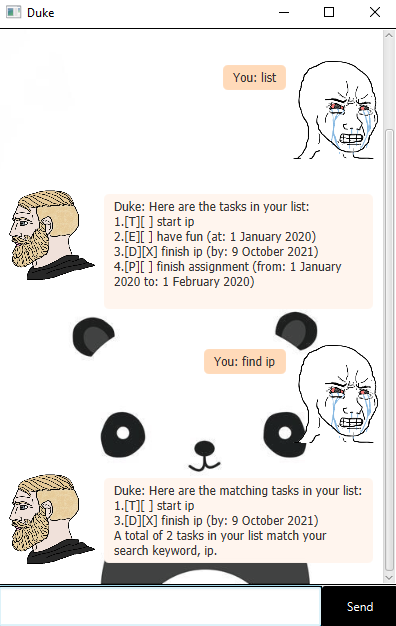 Duke
You: list
Duke: Here are the tasks in your list:
1.[T][ ] start ip
2.[E][ ] have fun (at: 1 January 2020)
3.[D][X] finish ip (by: 9 October 2021)
4.[P][ ] finish assignment (from: 1 January
2020 to: 1 February 2020)
You: find ip
Duke: Here are the matching tasks in your list:
1.[T][ ] start ip
3.[D][X] finish ip (by: 9 October 2021)
A total of 2 tasks in your list match your
search keyword, ip.
Send